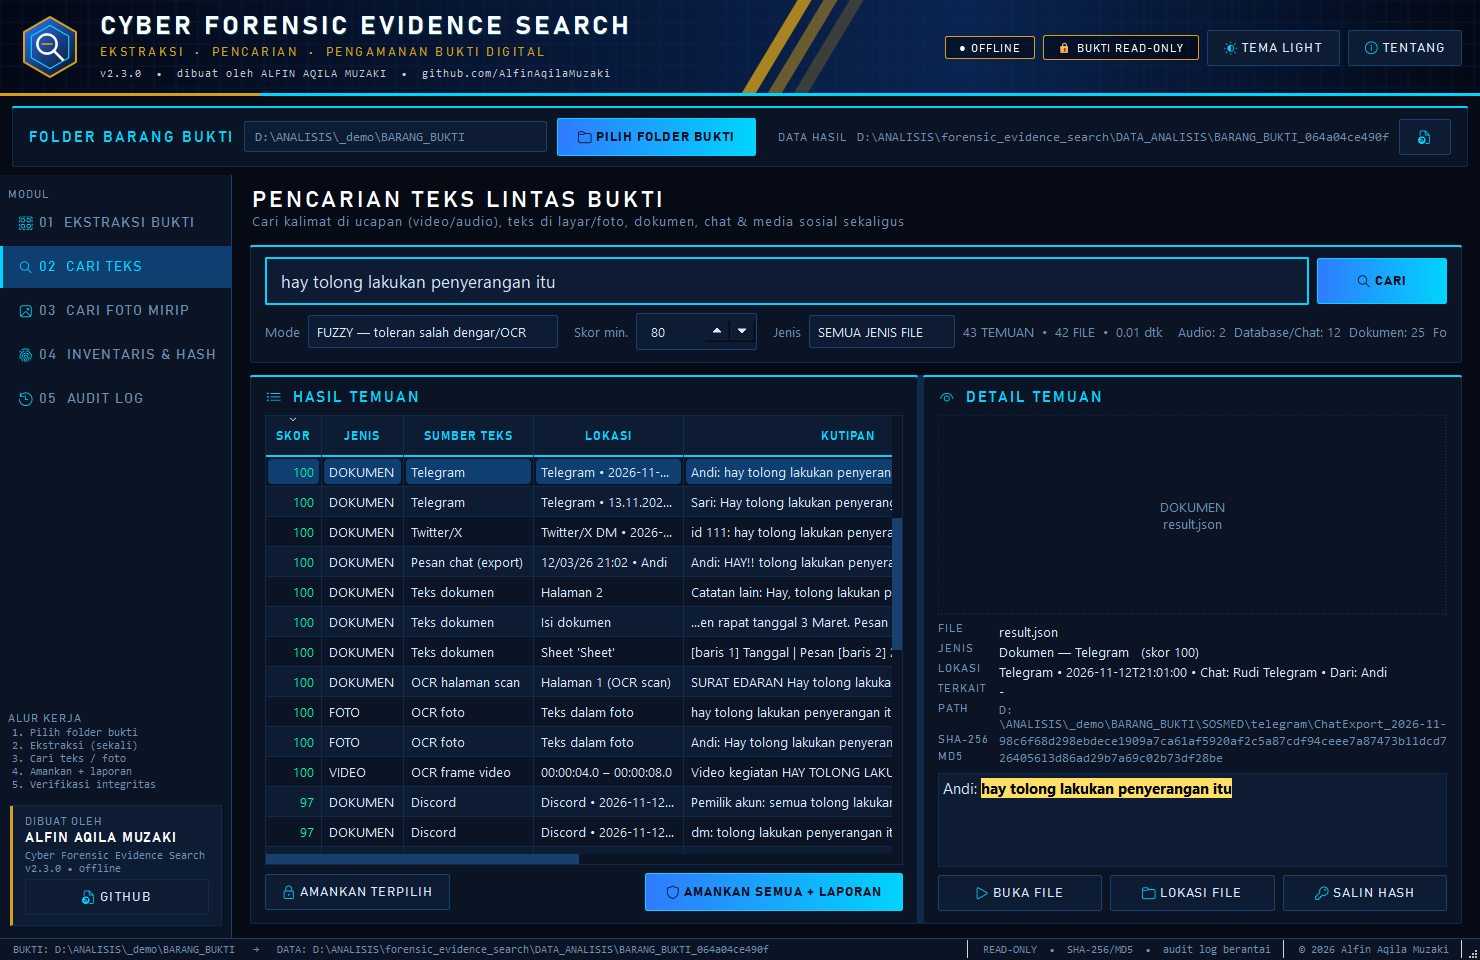 CYBER FORENSIC EVIDENCE SEARCH
EKSTRAKSI • PENCARIAN • PENGAMANAN BUKTI DIGITAL
v2.3.0 • dibuat oleh ALFIN AQILA MUZAKI • github.com/AlfinAqilaMuzaki
● OFFLINE
BUKTI READ-ONLY
TEMA LIGHT
TENTANG
FOLDER BARANG BUKTI
D:\ANALISIS\_demo\BARANG_BUKTI
PILIH FOLDER BUKTI
DATA HASIL D:\ANALISIS\forensic_evidence_search\DATA_ANALISIS\BARANG_BUKTI_064a04ce490f
MODUL
01 EKSTRAKSI BUKTI
02 CARI TEKS
03 CARI FOTO MIRIP
04 INVENTARIS & HASH
05 AUDIT LOG
ALUR KERJA
1. Pilih folder bukti
2. Ekstraksi (sekali)
3. Cari teks / foto
4. Amankan + laporan
5. Verifikasi integritas
DIBUAT OLEH
ALFIN AQILA MUZAKI
Cyber Forensic Evidence Search
v2.3.0 • offline
GITHUB
PENCARIAN TEKS LINTAS BUKTI
Cari kalimat di ucapan (video/audio), teks di layar/foto, dokumen, chat & media sosial sekaligus
hay tolong lakukan penyerangan itu
CARI
Mode FUZZY — toleran salah dengar/OCR Skor min. 80 Jenis SEMUA JENIS FILE 43 TEMUAN • 42 FILE • 0.01 dtk Audio: 2 Database/Chat: 12 Dokumen: 25 Fo
HASIL TEMUAN
SKOR JENIS SUMBER TEKS LOKASI KUTIPAN
100 DOKUMEN Telegram Telegram • 2026-11-... Andi: hay tolong lakukan penyeran
100 DOKUMEN Telegram Telegram • 13.11.202... Sari: Hay tolong lakukan penyerang
100 DOKUMEN Twitter/X Twitter/X DM • 2026-... id 111: hay tolong lakukan penyera
100 DOKUMEN Pesan chat (export) 12/03/26 21:02 • Andi Andi: HAY!! tolong lakukan penyera
100 DOKUMEN Teks dokumen Halaman 2 Catatan lain: Hay, tolong lakukan p
100 DOKUMEN Teks dokumen Isi dokumen ...en rapat tanggal 3 Maret. Pesan
100 DOKUMEN Teks dokumen Sheet 'Sheet' [baris 1] Tanggal | Pesan [baris 2]
100 DOKUMEN OCR halaman scan Halaman 1 (OCR scan) SURAT EDARAN Hay tolong lakuka
100 FOTO OCR foto Teks dalam foto hay tolong lakukan penyerangan it
100 FOTO OCR foto Teks dalam foto Andi: Hay tolong lakukan penyeran
100 VIDEO OCR frame video 00:00:04.0 – 00:00:08.0 Video kegiatan HAY TOLONG LAKU
97 DOKUMEN Discord Discord • 2026-11-12... Pemilik akun: semua tolong lakukan
97 DOKUMEN Discord Discord • 2026-11-12... dm: tolong lakukan penyerangan it
AMANKAN TERPILIH
AMANKAN SEMUA + LAPORAN
DETAIL TEMUAN
DOKUMEN
result.json
FILE result.json
JENIS Dokumen — Telegram (skor 100)
LOKASI Telegram • 2026-11-12T21:01:00 • Chat: Rudi Telegram • Dari: Andi
TERKAIT -
PATH D:
\ANALISIS\_demo\BARANG_BUKTI\SOSMED\telegram\ChatExport_2026-11-
SHA-256 98c6f68d298ebdece1909a7ca61af5920af2c5a87cdf94ceee7a87473b11dcd7
MD5 26405613d86ad29b7a69c02b73df28be
Andi: hay tolong lakukan penyerangan itu
BUKA FILE
LOKASI FILE
SALIN HASH
BUKTI: D:\ANALISIS\_demo\BARANG_BUKTI → DATA: D:\ANALISIS\forensic_evidence_search\DATA_ANALISIS\BARANG_BUKTI_064a04ce490f
READ-ONLY • SHA-256/MD5 • audit log berantai
© 2026 Alfin Aqila Muzaki